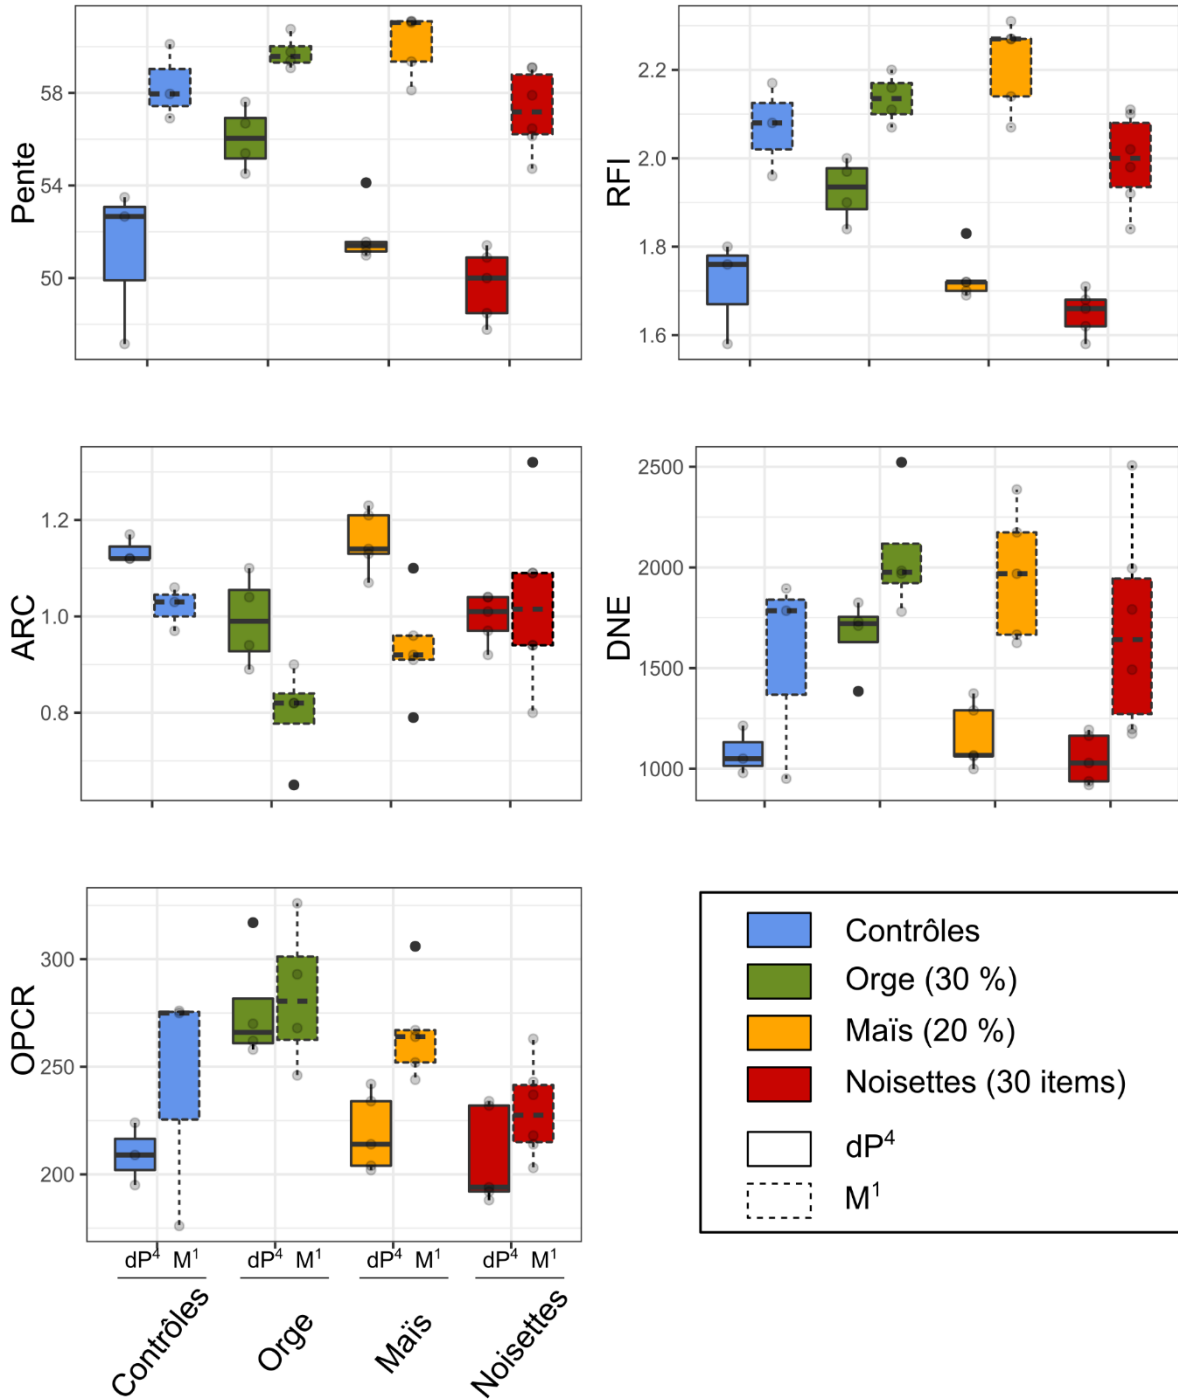 Pente
58
54
50
RFI
2.2
2.0
1.8
1.6
ARC
1.2
1.0
0.8
DNE
2500
2000
1500
1000
OPCR
300
250
200
dP⁴ M¹
dP⁴ M¹
dP⁴ M¹
dP⁴ M¹
Contrôles
Orge
Maïs
Noisettes
Contrôles
Orge (30 %)
Maïs (20 %)
Noisettes (30 items)
dP⁴
M¹